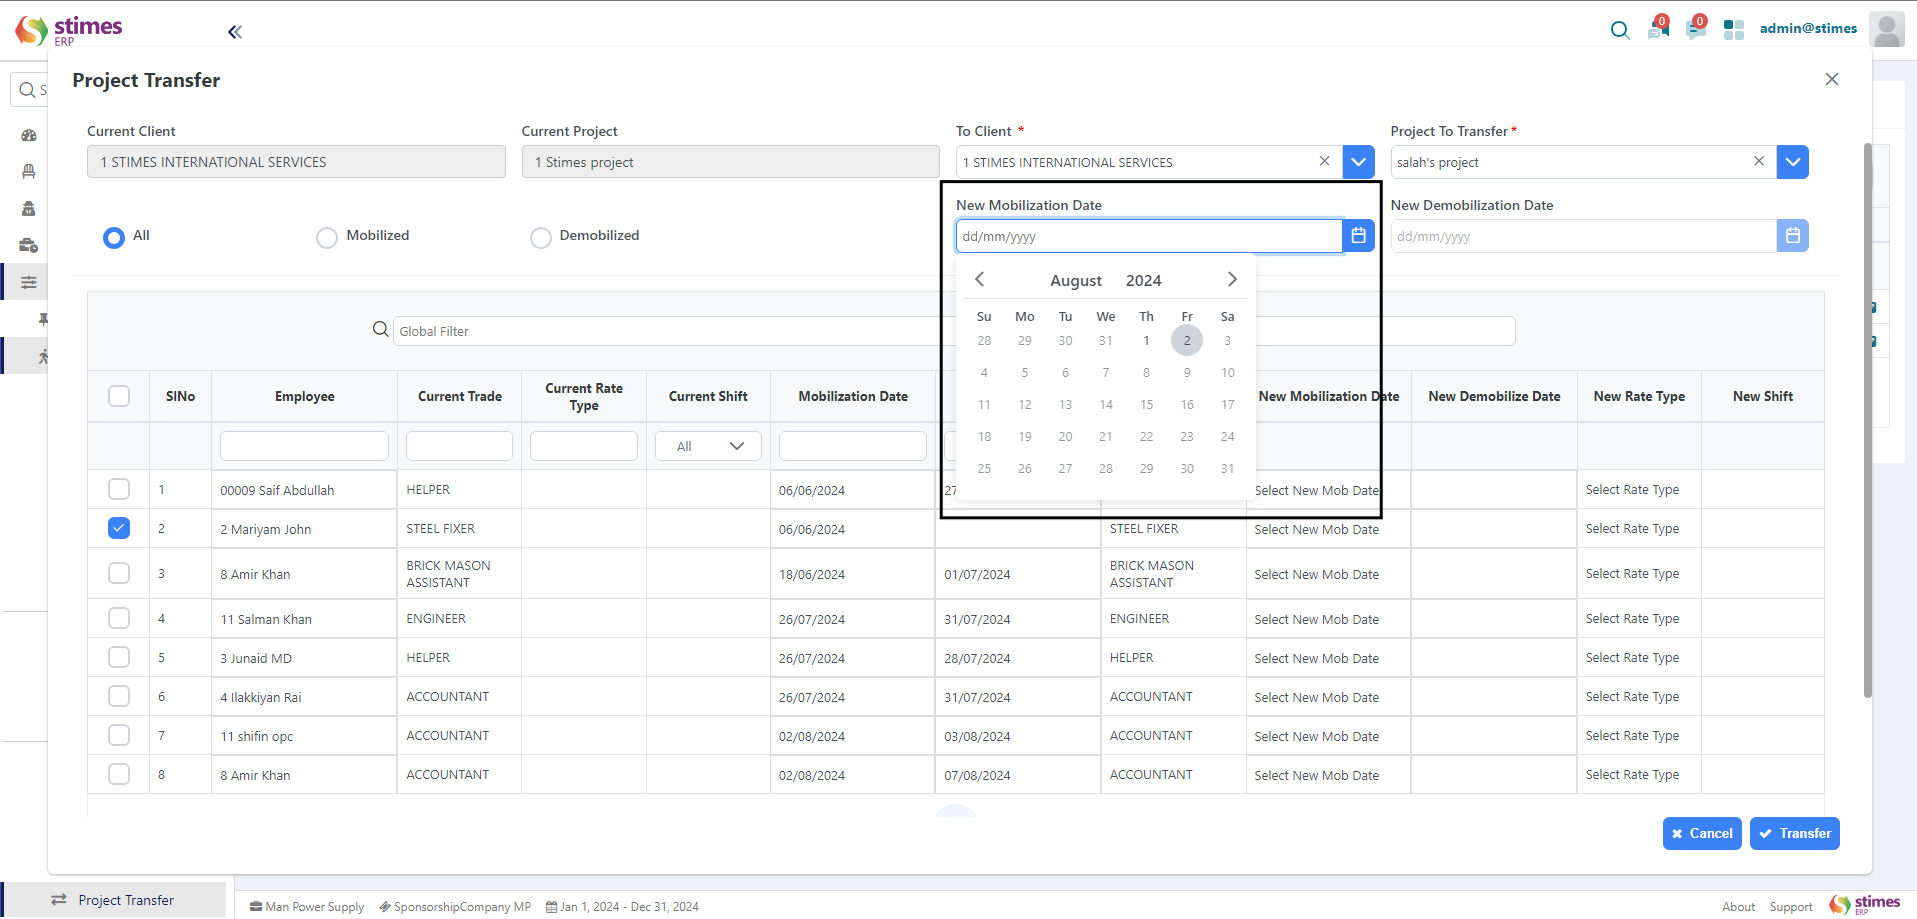 stimes
ERP
0
0
admin@stimes
S
Project Transfer
Current Client
Current Project
To Client *
Project To Transfer *
1 STIMES INTERNATIONAL SERVICES
1 Stimes project
1 STIMES INTERNATIONAL SERVICES
salah's project
New Mobilization Date
New Demobilization Date
All
Mobilized
Demobilized
dd/mm/yyyy
dd/mm/yyyy
August 2024
Su Mo Tu We Th Fr Sa
28 29 30 31 1 2 3
4 5 6 7 8 9 10
11 12 13 14 15 16 17
18 19 20 21 22 23 24
25 26 27 28 29 30 31
Global Filter
SlNo Employee Current Trade Current Rate Type Current Shift Mobilization Date New Mobilization Date New Demobilize Date New Rate Type New Shift
All
1 00009 Saif Abdullah HELPER 06/06/2024 27 Select New Mob Date Select Rate Type
2 2 Mariyam John STEEL FIXER 06/06/2024 STEEL FIXER Select New Mob Date Select Rate Type
3 8 Amir Khan BRICK MASON ASSISTANT 18/06/2024 01/07/2024 BRICK MASON ASSISTANT Select New Mob Date Select Rate Type
4 11 Salman Khan ENGINEER 26/07/2024 31/07/2024 ENGINEER Select New Mob Date Select Rate Type
5 3 Junaid MD HELPER 26/07/2024 28/07/2024 HELPER Select New Mob Date Select Rate Type
6 4 Ilakkiyan Rai ACCOUNTANT 26/07/2024 31/07/2024 ACCOUNTANT Select New Mob Date Select Rate Type
7 11 shifin opc ACCOUNTANT 02/08/2024 03/08/2024 ACCOUNTANT Select New Mob Date Select Rate Type
8 8 Amir Khan ACCOUNTANT 02/08/2024 07/08/2024 ACCOUNTANT Select New Mob Date Select Rate Type
Cancel
Transfer
Project Transfer
Man Power Supply
SponsorshipCompany MP
Jan 1, 2024 - Dec 31, 2024
About
Support
stimes
ERP